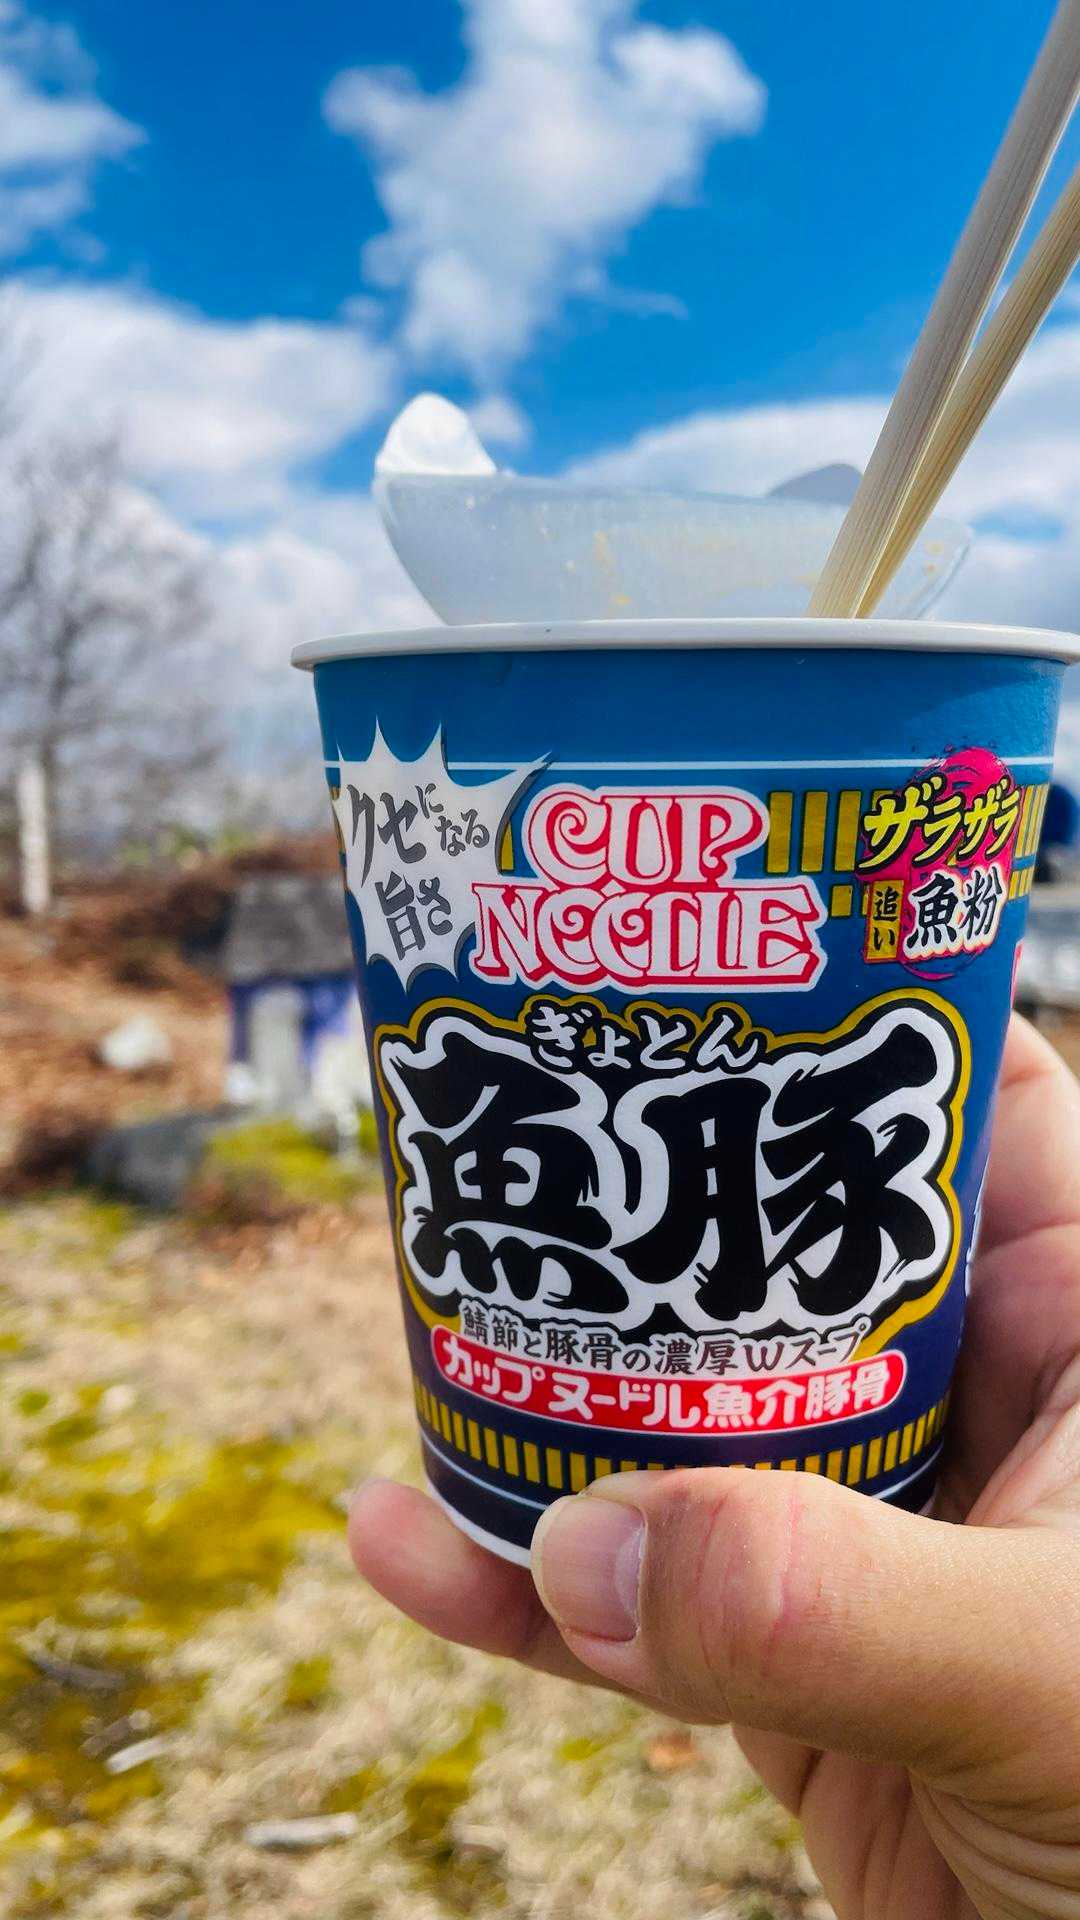 クセになる
旨さ
CUP
NOODLE
ザラザラ
追い
魚粉
ぎょとん
魚豚
鯖節と豚骨の濃厚Wスープ
カップヌードル魚介豚骨